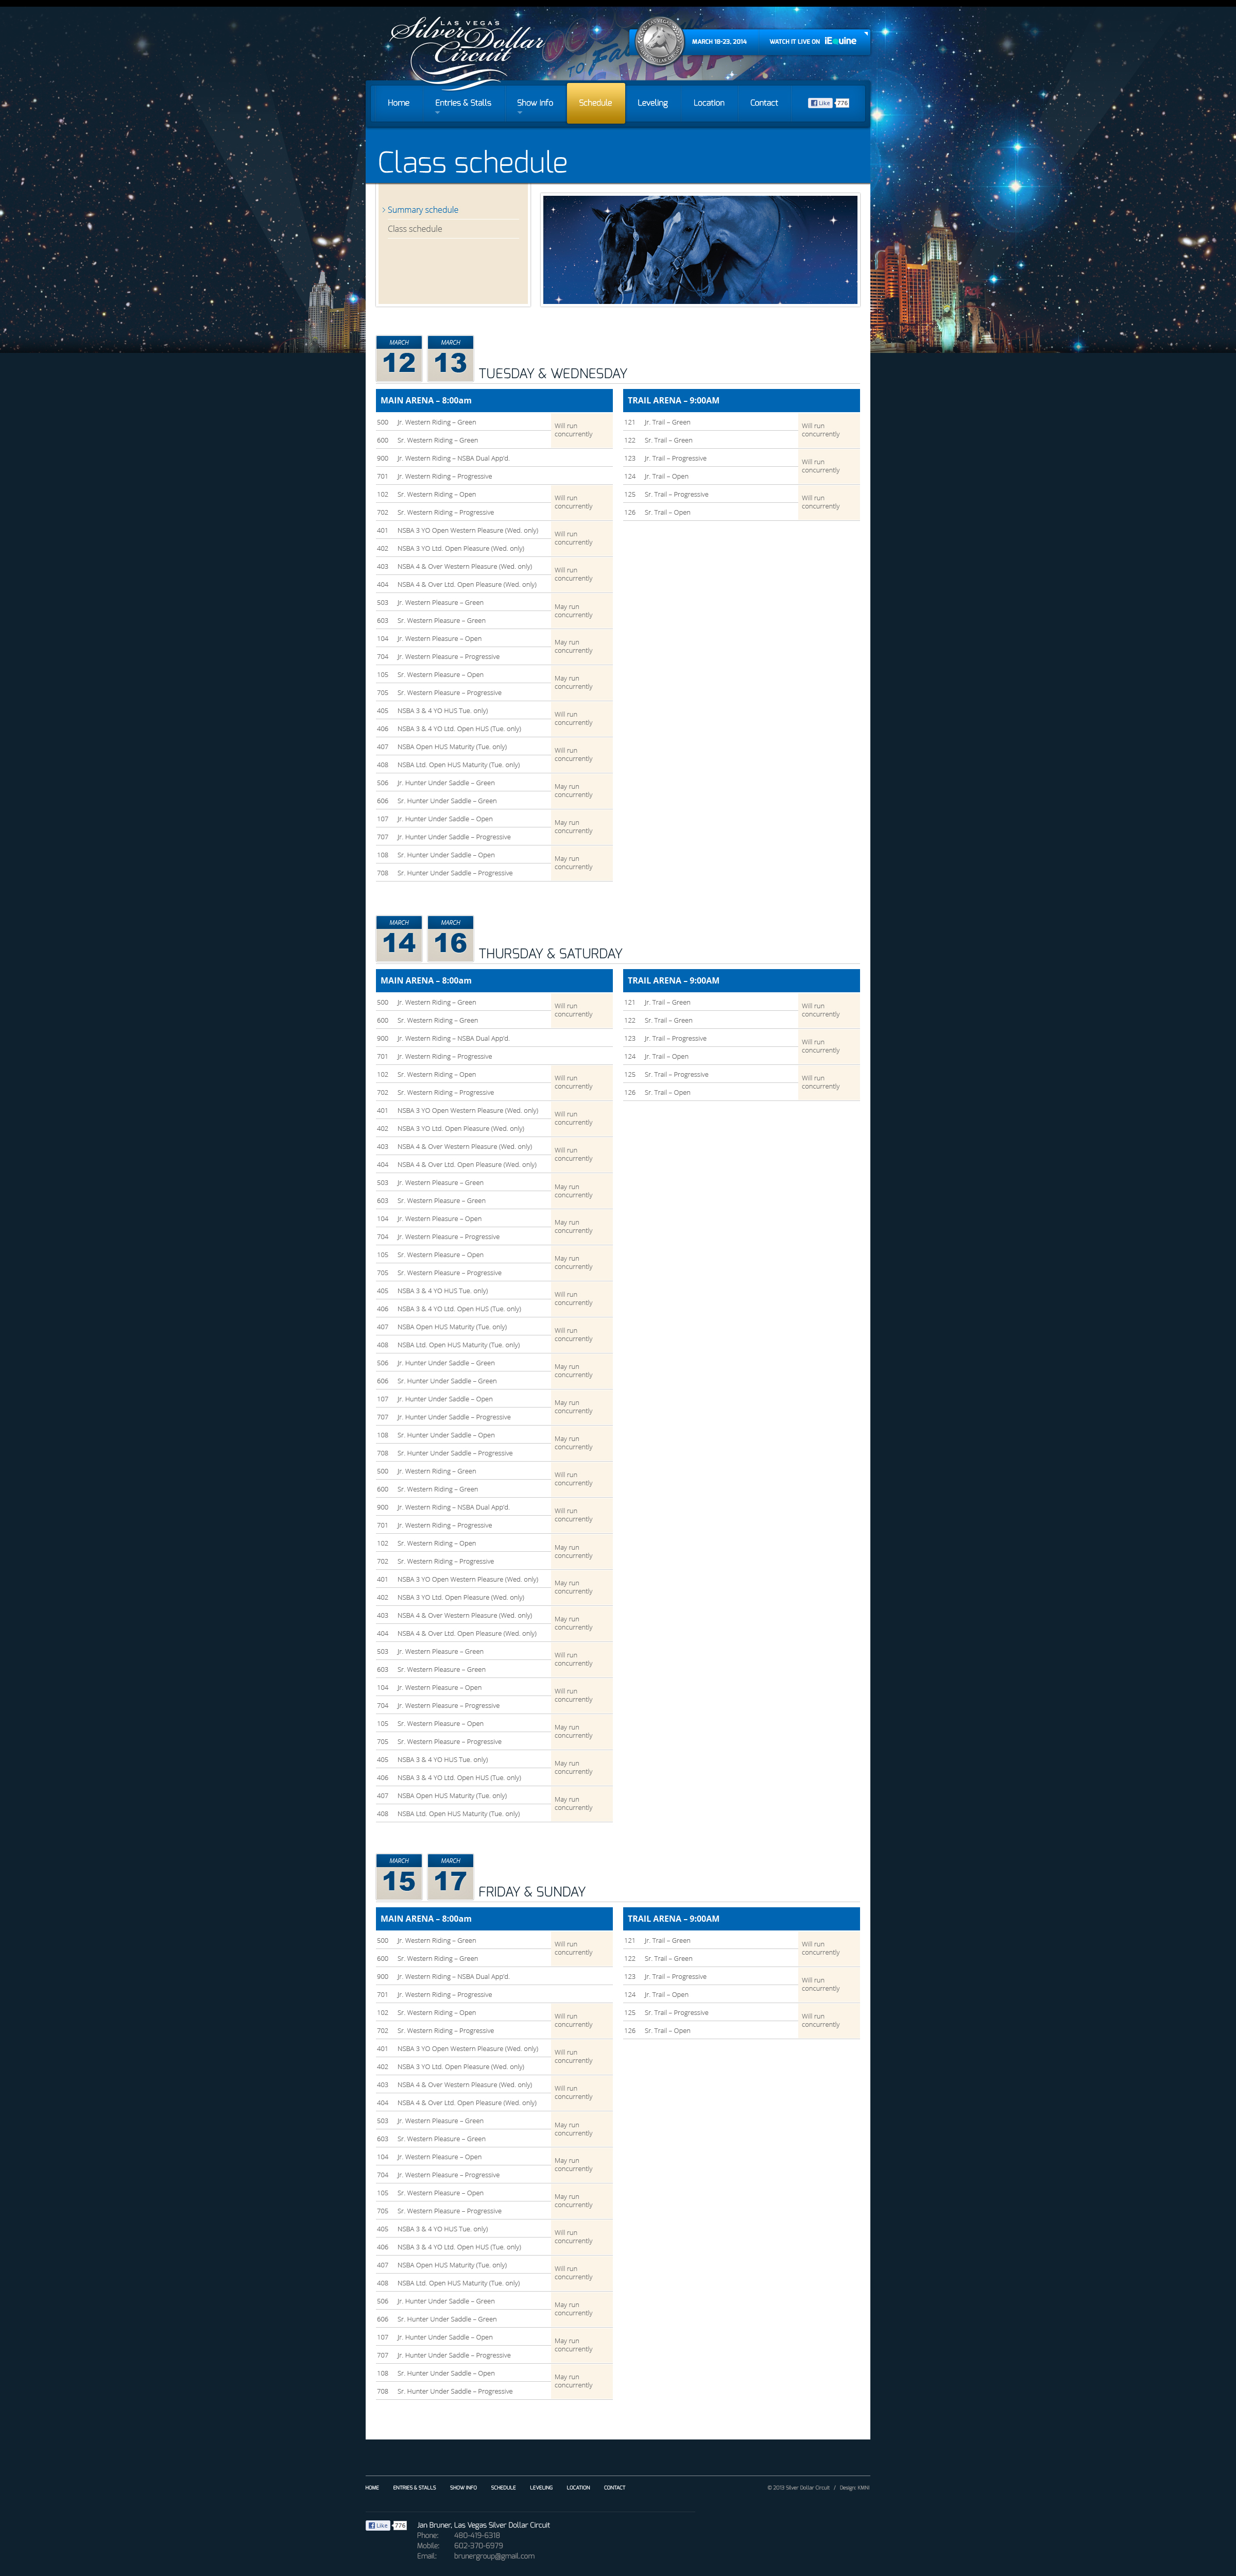 LAS VEGAS
Silver Dollar
Circuit
MARCH 18-23, 2014 WATCH IT LIVE ON iEquine
Home Entries & Stalls Show Info Schedule Leveling Location Contact Like 776
Class schedule
Summary schedule
Class schedule
MARCH MARCH
12 13 TUESDAY & WEDNESDAY
MAIN ARENA – 8:00am
500 Jr. Western Riding – Green
600 Sr. Western Riding – Green
Will run
concurrently
900 Jr. Western Riding – NSBA Dual App'd.
701 Jr. Western Riding – Progressive
102 Sr. Western Riding – Open
702 Sr. Western Riding – Progressive
Will run
concurrently
401 NSBA 3 YO Open Western Pleasure (Wed. only)
402 NSBA 3 YO Ltd. Open Pleasure (Wed. only)
Will run
concurrently
403 NSBA 4 & Over Western Pleasure (Wed. only)
404 NSBA 4 & Over Ltd. Open Pleasure (Wed. only)
Will run
concurrently
503 Jr. Western Pleasure – Green
603 Sr. Western Pleasure – Green
May run
concurrently
104 Jr. Western Pleasure – Open
704 Jr. Western Pleasure – Progressive
May run
concurrently
105 Sr. Western Pleasure – Open
705 Sr. Western Pleasure – Progressive
May run
concurrently
405 NSBA 3 & 4 YO HUS Tue. only)
406 NSBA 3 & 4 YO Ltd. Open HUS (Tue. only)
Will run
concurrently
407 NSBA Open HUS Maturity (Tue. only)
408 NSBA Ltd. Open HUS Maturity (Tue. only)
Will run
concurrently
506 Jr. Hunter Under Saddle – Green
606 Sr. Hunter Under Saddle – Green
May run
concurrently
107 Jr. Hunter Under Saddle – Open
707 Jr. Hunter Under Saddle – Progressive
May run
concurrently
108 Sr. Hunter Under Saddle – Open
708 Sr. Hunter Under Saddle – Progressive
May run
concurrently
TRAIL ARENA – 9:00AM
121 Jr. Trail – Green
122 Sr. Trail – Green
Will run
concurrently
123 Jr. Trail – Progressive
124 Jr. Trail – Open
Will run
concurrently
125 Sr. Trail – Progressive
126 Sr. Trail – Open
Will run
concurrently
MARCH MARCH
14 16 THURSDAY & SATURDAY
MAIN ARENA – 8:00am
500 Jr. Western Riding – Green
600 Sr. Western Riding – Green
Will run
concurrently
900 Jr. Western Riding – NSBA Dual App'd.
701 Jr. Western Riding – Progressive
102 Sr. Western Riding – Open
702 Sr. Western Riding – Progressive
Will run
concurrently
401 NSBA 3 YO Open Western Pleasure (Wed. only)
402 NSBA 3 YO Ltd. Open Pleasure (Wed. only)
Will run
concurrently
403 NSBA 4 & Over Western Pleasure (Wed. only)
404 NSBA 4 & Over Ltd. Open Pleasure (Wed. only)
Will run
concurrently
503 Jr. Western Pleasure – Green
603 Sr. Western Pleasure – Green
May run
concurrently
104 Jr. Western Pleasure – Open
704 Jr. Western Pleasure – Progressive
May run
concurrently
105 Sr. Western Pleasure – Open
705 Sr. Western Pleasure – Progressive
May run
concurrently
405 NSBA 3 & 4 YO HUS Tue. only)
406 NSBA 3 & 4 YO Ltd. Open HUS (Tue. only)
Will run
concurrently
407 NSBA Open HUS Maturity (Tue. only)
408 NSBA Ltd. Open HUS Maturity (Tue. only)
Will run
concurrently
506 Jr. Hunter Under Saddle – Green
606 Sr. Hunter Under Saddle – Green
May run
concurrently
107 Jr. Hunter Under Saddle – Open
707 Jr. Hunter Under Saddle – Progressive
May run
concurrently
108 Sr. Hunter Under Saddle – Open
708 Sr. Hunter Under Saddle – Progressive
May run
concurrently
500 Jr. Western Riding – Green
600 Sr. Western Riding – Green
Will run
concurrently
900 Jr. Western Riding – NSBA Dual App'd.
701 Jr. Western Riding – Progressive
Will run
concurrently
102 Sr. Western Riding – Open
702 Sr. Western Riding – Progressive
May run
concurrently
401 NSBA 3 YO Open Western Pleasure (Wed. only)
402 NSBA 3 YO Ltd. Open Pleasure (Wed. only)
May run
concurrently
403 NSBA 4 & Over Western Pleasure (Wed. only)
404 NSBA 4 & Over Ltd. Open Pleasure (Wed. only)
May run
concurrently
503 Jr. Western Pleasure – Green
603 Sr. Western Pleasure – Green
Will run
concurrently
104 Jr. Western Pleasure – Open
704 Jr. Western Pleasure – Progressive
Will run
concurrently
105 Sr. Western Pleasure – Open
705 Sr. Western Pleasure – Progressive
May run
concurrently
405 NSBA 3 & 4 YO HUS Tue. only)
406 NSBA 3 & 4 YO Ltd. Open HUS (Tue. only)
May run
concurrently
407 NSBA Open HUS Maturity (Tue. only)
408 NSBA Ltd. Open HUS Maturity (Tue. only)
May run
concurrently
TRAIL ARENA – 9:00AM
121 Jr. Trail – Green
122 Sr. Trail – Green
Will run
concurrently
123 Jr. Trail – Progressive
124 Jr. Trail – Open
Will run
concurrently
125 Sr. Trail – Progressive
126 Sr. Trail – Open
Will run
concurrently
MARCH MARCH
15 17 FRIDAY & SUNDAY
MAIN ARENA – 8:00am
500 Jr. Western Riding – Green
600 Sr. Western Riding – Green
Will run
concurrently
900 Jr. Western Riding – NSBA Dual App'd.
701 Jr. Western Riding – Progressive
102 Sr. Western Riding – Open
702 Sr. Western Riding – Progressive
Will run
concurrently
401 NSBA 3 YO Open Western Pleasure (Wed. only)
402 NSBA 3 YO Ltd. Open Pleasure (Wed. only)
Will run
concurrently
403 NSBA 4 & Over Western Pleasure (Wed. only)
404 NSBA 4 & Over Ltd. Open Pleasure (Wed. only)
Will run
concurrently
503 Jr. Western Pleasure – Green
603 Sr. Western Pleasure – Green
May run
concurrently
104 Jr. Western Pleasure – Open
704 Jr. Western Pleasure – Progressive
May run
concurrently
105 Sr. Western Pleasure – Open
705 Sr. Western Pleasure – Progressive
May run
concurrently
405 NSBA 3 & 4 YO HUS Tue. only)
406 NSBA 3 & 4 YO Ltd. Open HUS (Tue. only)
Will run
concurrently
407 NSBA Open HUS Maturity (Tue. only)
408 NSBA Ltd. Open HUS Maturity (Tue. only)
Will run
concurrently
506 Jr. Hunter Under Saddle – Green
606 Sr. Hunter Under Saddle – Green
May run
concurrently
107 Jr. Hunter Under Saddle – Open
707 Jr. Hunter Under Saddle – Progressive
May run
concurrently
108 Sr. Hunter Under Saddle – Open
708 Sr. Hunter Under Saddle – Progressive
May run
concurrently
TRAIL ARENA – 9:00AM
121 Jr. Trail – Green
122 Sr. Trail – Green
Will run
concurrently
123 Jr. Trail – Progressive
124 Jr. Trail – Open
Will run
concurrently
125 Sr. Trail – Progressive
126 Sr. Trail – Open
Will run
concurrently
HOME ENTRIES & STALLS SHOW INFO SCHEDULE LEVELING LOCATION CONTACT © 2013 Silver Dollar Circuit / Design: KMNI
Like 776 Jan Bruner, Las Vegas Silver Dollar Circuit
Phone: 480-419-6318
Mobile: 602-370-6979
Email: brunergroup@gmail.com